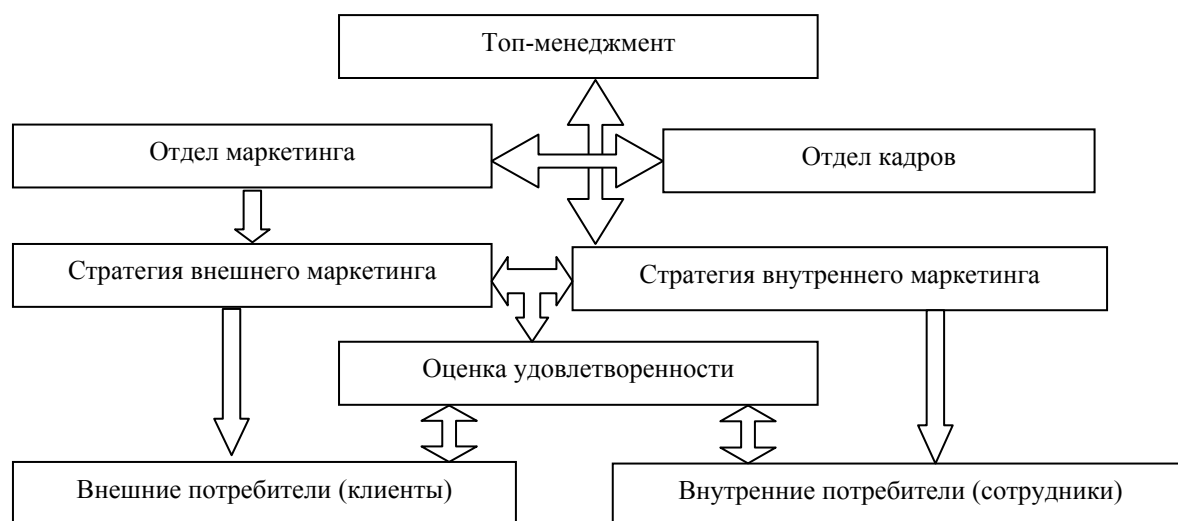 Топ-менеджмент
Отдел маркетинга
Отдел кадров
Стратегия внешнего маркетинга
Стратегия внутреннего маркетинга
Оценка удовлетворенности
Внешние потребители (клиенты)
Внутренние потребители (сотрудники)